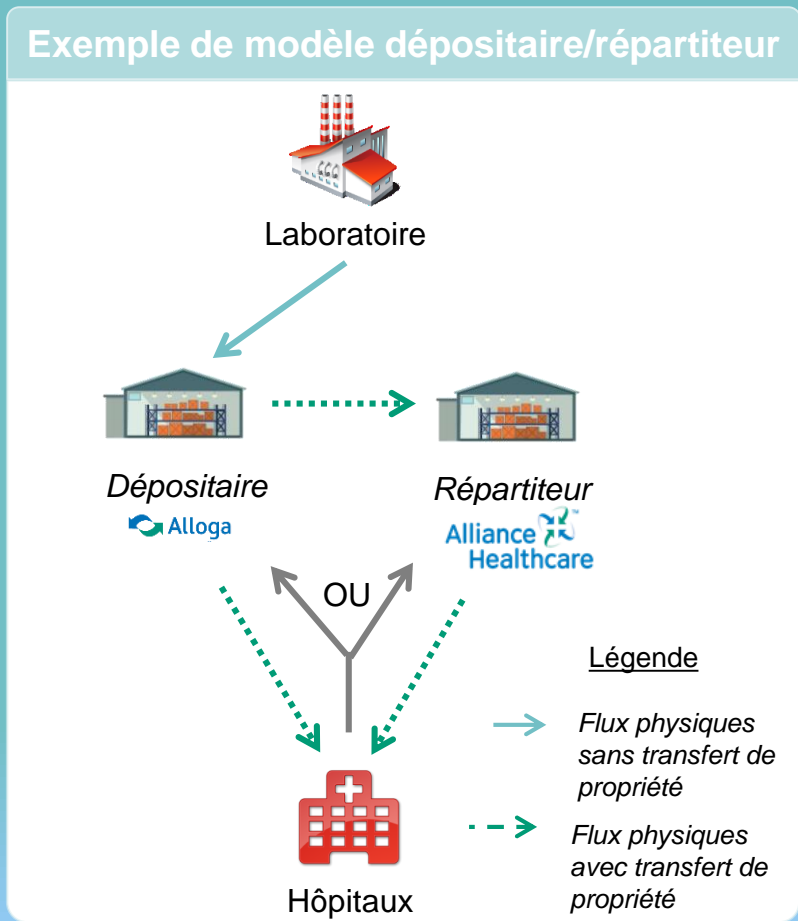 Exemple de modèle dépositaire/répartiteur
Laboratoire
Dépositaire
Alloga
Répartiteur
Alliance ™
Healthcare
OU
Hôpitaux
Légende
Flux physiques
sans transfert de
propriété
Flux physiques
avec transfert de
propriété